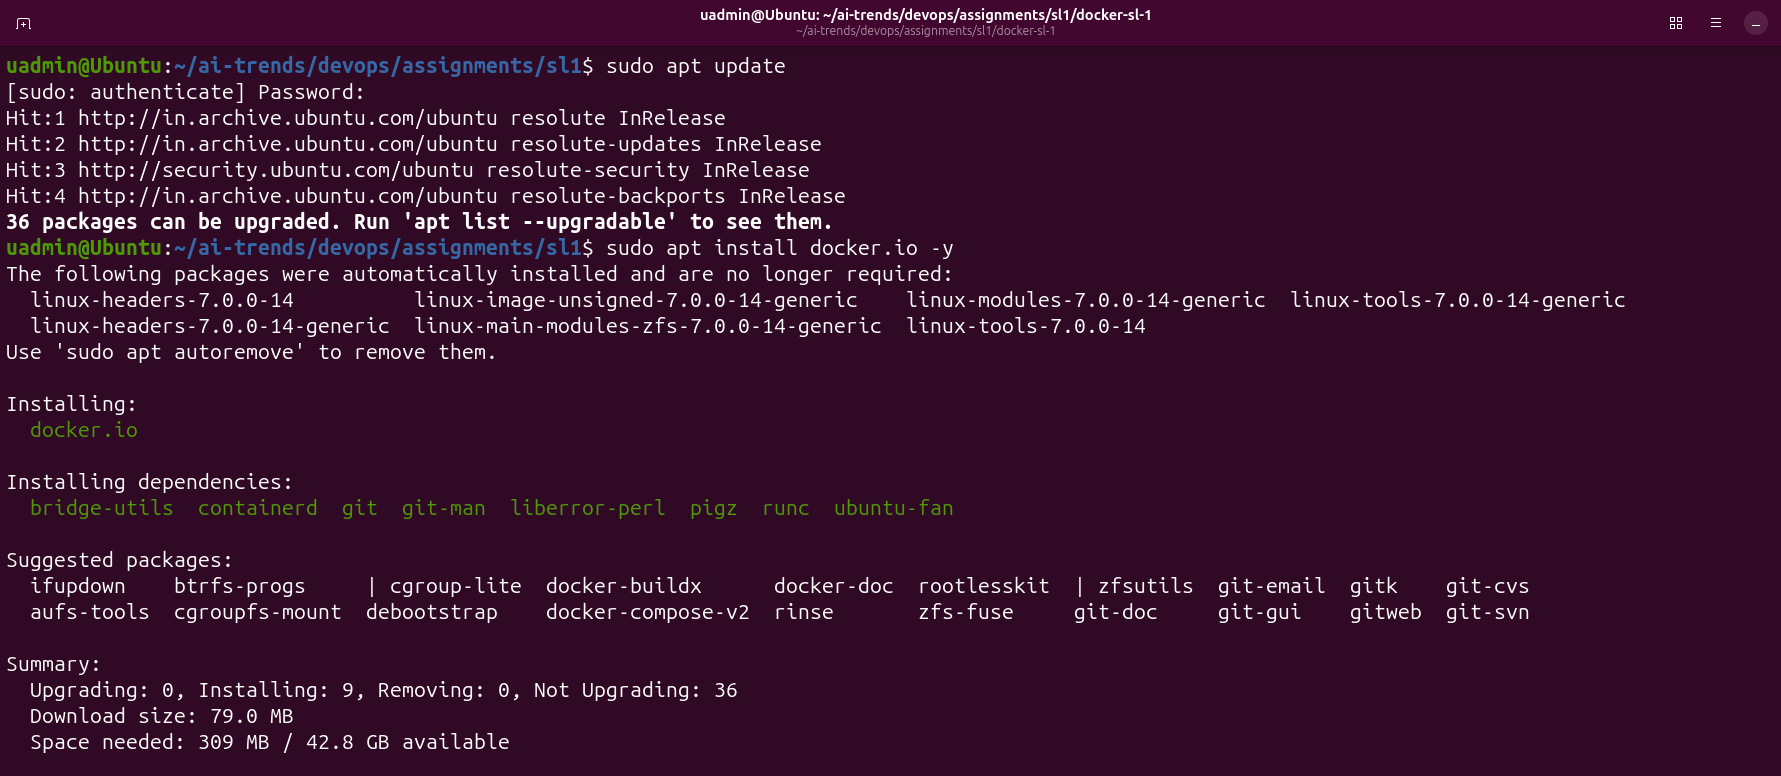 uadmin@Ubuntu: ~/ai-trends/devops/assignments/sl1/docker-sl-1
~/ai-trends/devops/assignments/sl1/docker-sl-1
uadmin@Ubuntu:~/ai-trends/devops/assignments/sl1$ sudo apt update
[sudo: authenticate] Password:
Hit:1 http://in.archive.ubuntu.com/ubuntu resolute InRelease
Hit:2 http://in.archive.ubuntu.com/ubuntu resolute-updates InRelease
Hit:3 http://security.ubuntu.com/ubuntu resolute-security InRelease
Hit:4 http://in.archive.ubuntu.com/ubuntu resolute-backports InRelease
36 packages can be upgraded. Run 'apt list --upgradable' to see them.
uadmin@Ubuntu:~/ai-trends/devops/assignments/sl1$ sudo apt install docker.io -y
The following packages were automatically installed and are no longer required:
  linux-headers-7.0.0-14          linux-image-unsigned-7.0.0-14-generic    linux-modules-7.0.0-14-generic  linux-tools-7.0.0-14-generic
  linux-headers-7.0.0-14-generic  linux-main-modules-zfs-7.0.0-14-generic  linux-tools-7.0.0-14
Use 'sudo apt autoremove' to remove them.

Installing:
  docker.io

Installing dependencies:
  bridge-utils  containerd  git  git-man  liberror-perl  pigz  runc  ubuntu-fan

Suggested packages:
  ifupdown    btrfs-progs     | cgroup-lite  docker-buildx      docker-doc  rootlesskit  | zfsutils  git-email  gitk    git-cvs
  aufs-tools  cgroupfs-mount  debootstrap    docker-compose-v2  rinse       zfs-fuse     git-doc     git-gui    gitweb  git-svn

Summary:
  Upgrading: 0, Installing: 9, Removing: 0, Not Upgrading: 36
  Download size: 79.0 MB
  Space needed: 309 MB / 42.8 GB available